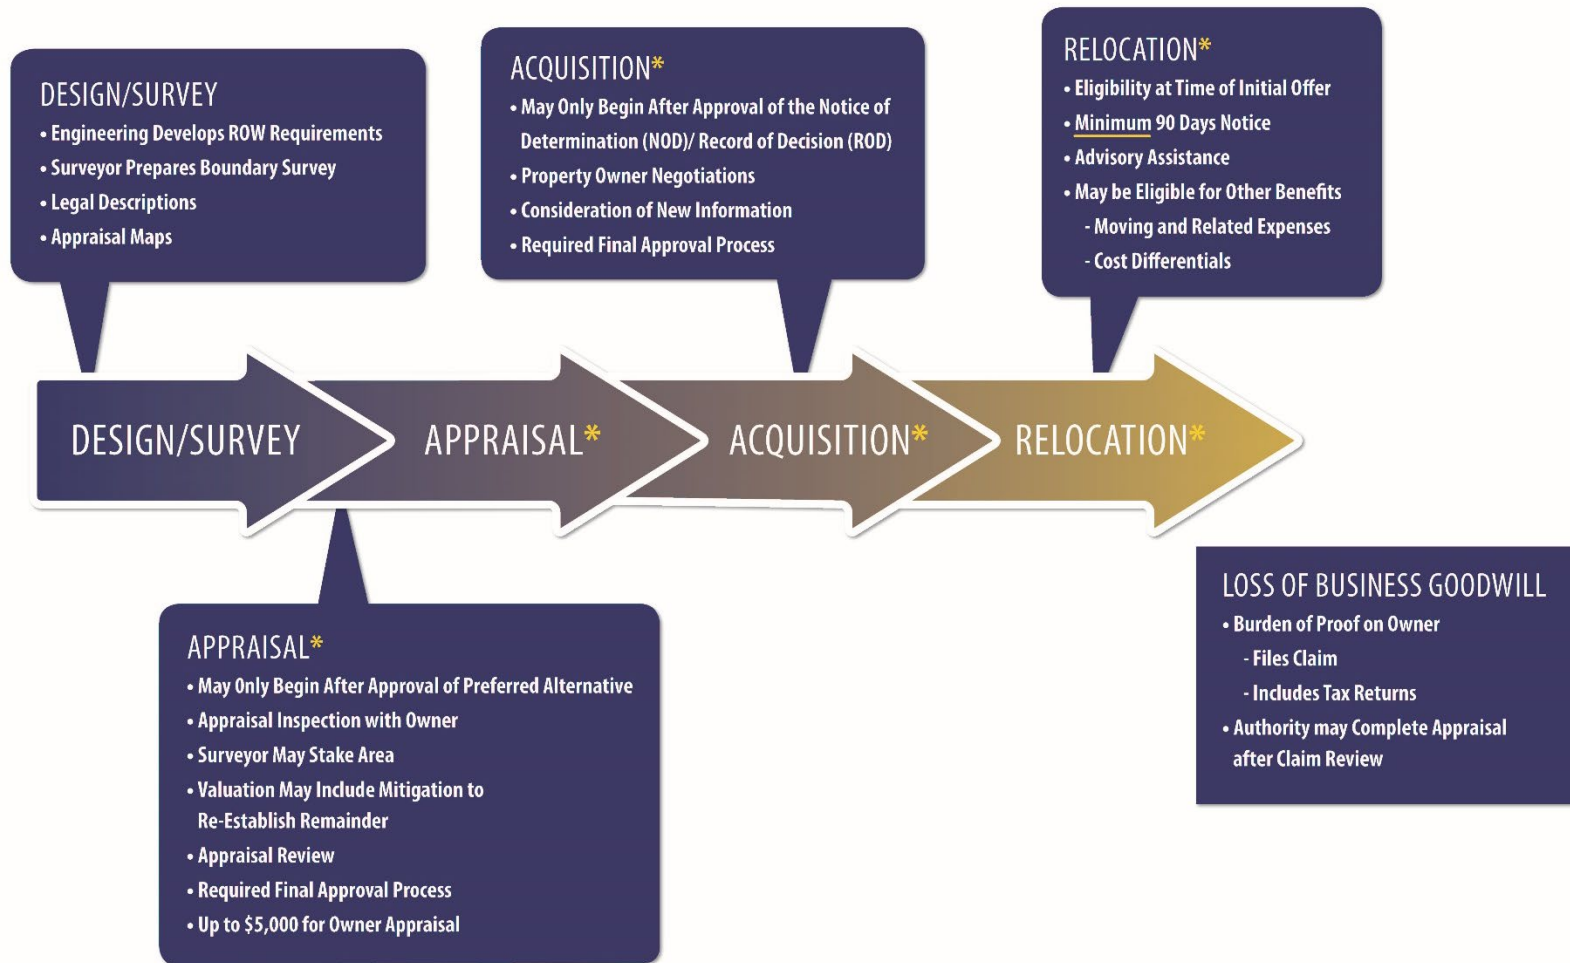 DESIGN/SURVEY
• Engineering Develops ROW Requirements
• Surveyor Prepares Boundary Survey
• Legal Descriptions
• Appraisal Maps
ACQUISITION*
• May Only Begin After Approval of the Notice of
Determination (NOD)/ Record of Decision (ROD)
• Property Owner Negotiations
• Consideration of New Information
• Required Final Approval Process
RELOCATION*
• Eligibility at Time of Initial Offer
• Minimum 90 Days Notice
• Advisory Assistance
• May be Eligible for Other Benefits
- Moving and Related Expenses
- Cost Differentials
DESIGN/SURVEY
APPRAISAL*
ACQUISITION*
RELOCATION*
APPRAISAL*
• May Only Begin After Approval of Preferred Alternative
• Appraisal Inspection with Owner
• Surveyor May Stake Area
• Valuation May Include Mitigation to
Re-Establish Remainder
• Appraisal Review
• Required Final Approval Process
• Up to $5,000 for Owner Appraisal
LOSS OF BUSINESS GOODWILL
• Burden of Proof on Owner
- Files Claim
- Includes Tax Returns
• Authority may Complete Appraisal
after Claim Review